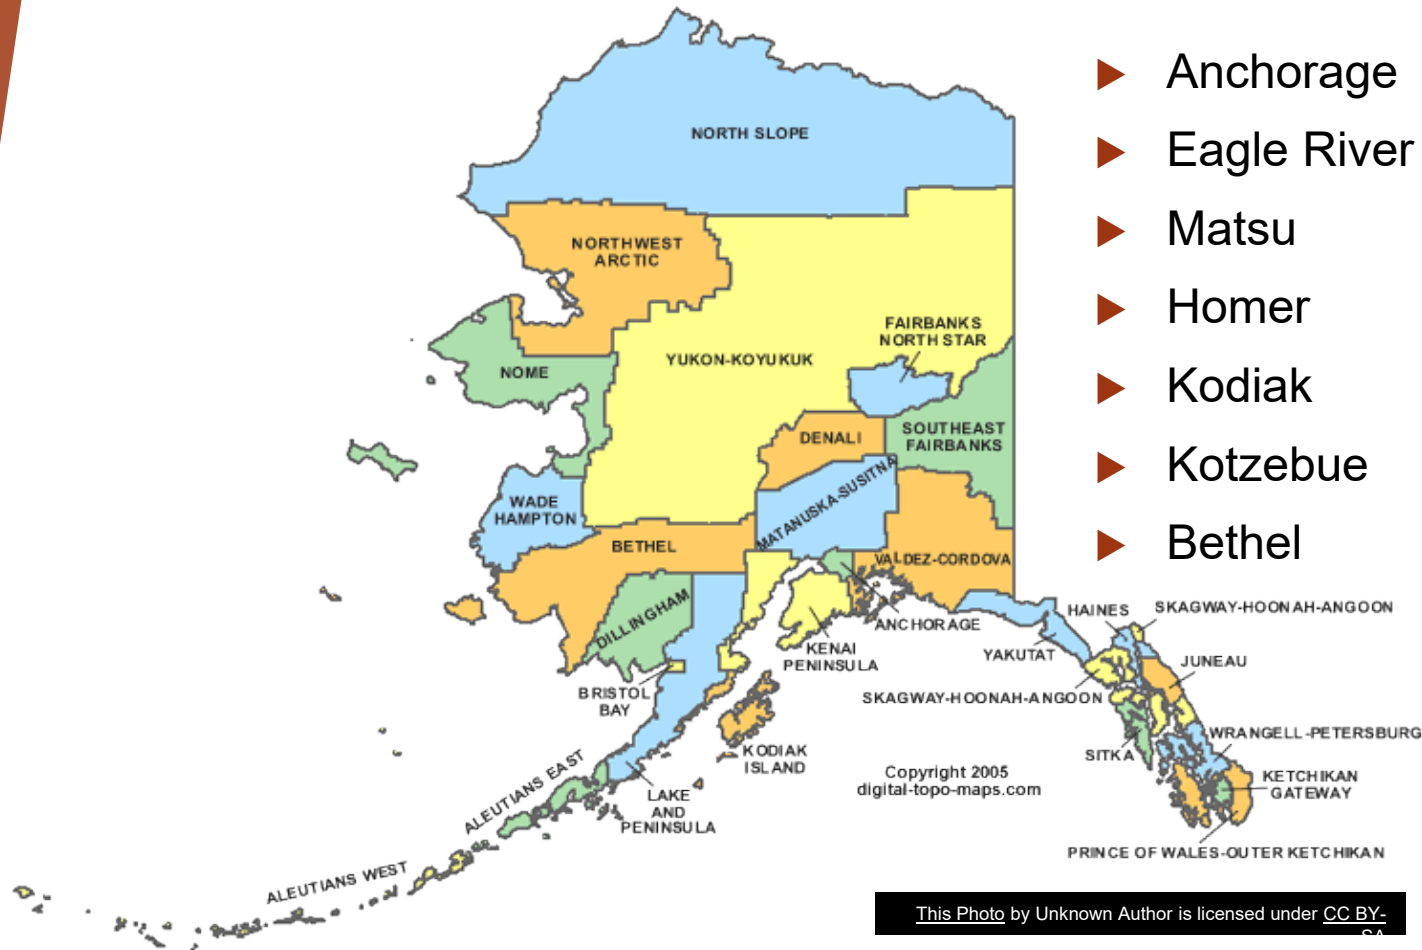 Anchorage
Eagle River
Matsu
Homer
Kodiak
Kotzebue
Bethel
NORTH SLOPE
NORTHWEST
ARCTIC
FAIRBANKS
NORTH STAR
YUKON-KOYUKUK
NOME
DENALI
SOUTHEAST
FAIRBANKS
MATANUSKA-SUSITNA
WADE
HAMPTON
BETHEL
VALDEZ-CORDOVA
DILLINGHAM
ANCHORAGE
KENAI
PENINSULA
YAKUTAT
HAINES
SKAGWAY-HOONAH-ANGOON
JUNEAU
SKAGWAY-HOONAH-ANGOON
BRISTOL
BAY
WRANGELL-PETERSBURG
SITKA
KODIAK
ISLAND
KETCHIKAN
GATEWAY
ALEUTIANS EAST
LAKE
AND
PENINSULA
Copyright 2005
digital-topo-maps.com
PRINCE OF WALES-OUTER KETCHIKAN
ALEUTIANS WEST
This Photo by Unknown Author is licensed under CC BY-
SA